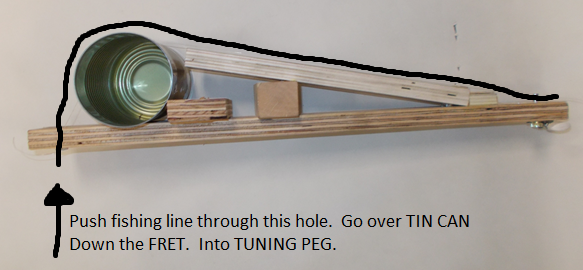 Push fishing line through this hole.  Go over TIN CAN
Down the FRET.  Into TUNING PEG.